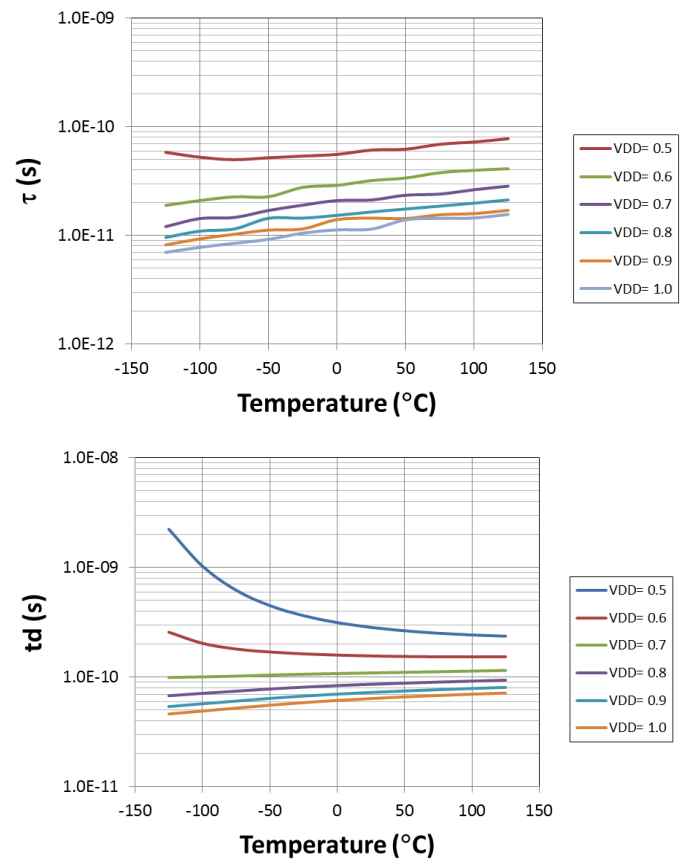 1.0E-09
1.0E-10
1.0E-11
1.0E-12
τ (s)
-150 -100 -50 0 50 100 150
Temperature (°C)
VDD= 0.5
VDD= 0.6
VDD= 0.7
VDD= 0.8
VDD= 0.9
VDD= 1.0
1.0E-08
1.0E-09
1.0E-10
1.0E-11
td (s)
-150 -100 -50 0 50 100 150
Temperature (°C)
VDD= 0.5
VDD= 0.6
VDD= 0.7
VDD= 0.8
VDD= 0.9
VDD= 1.0